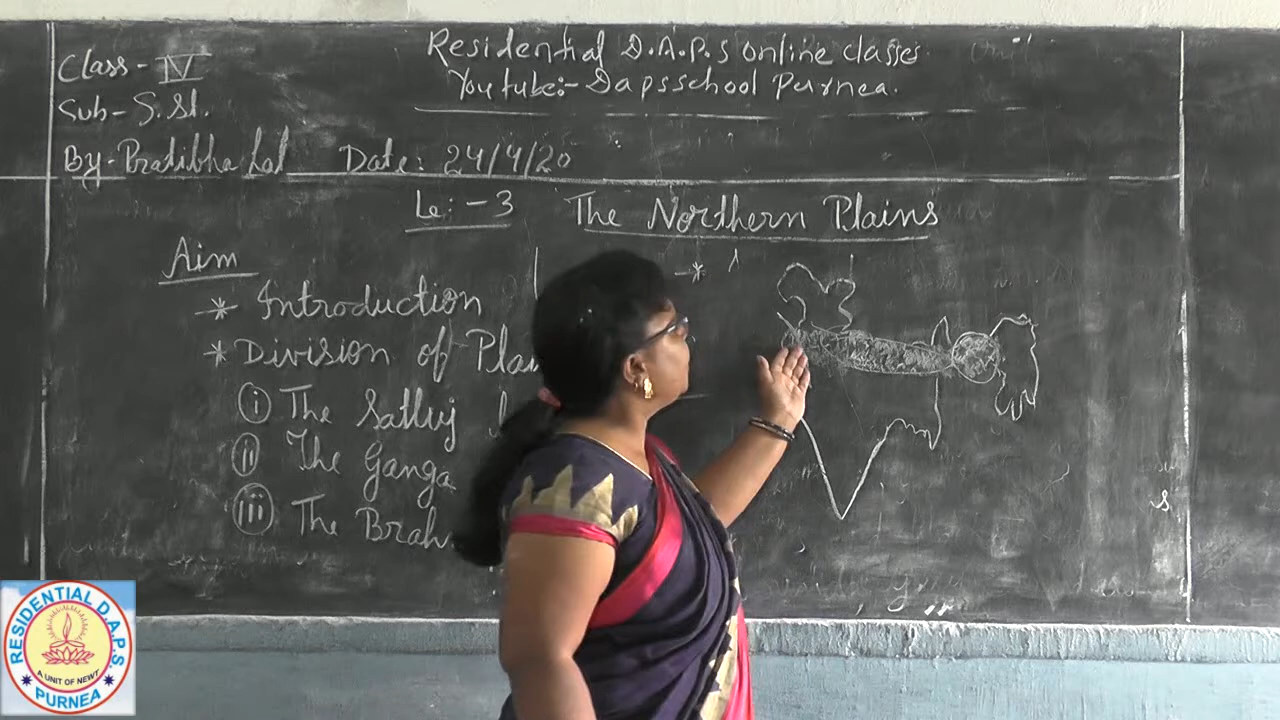 Class - IV
Sub - S.St.
By - Pratibha Lal Date: 24/4/20
Residential D.A.P.S online classes
Youtube:- Dapsschool Purnea.
Le:- 3 The Northern Plains
Aim
* Introduction
* Division of Plai
(i) The Satluj
(ii) The Ganga
(iii) The Brah
RESIDENTIAL D.A.P.S.
A UNIT OF NEWT
PURNEA